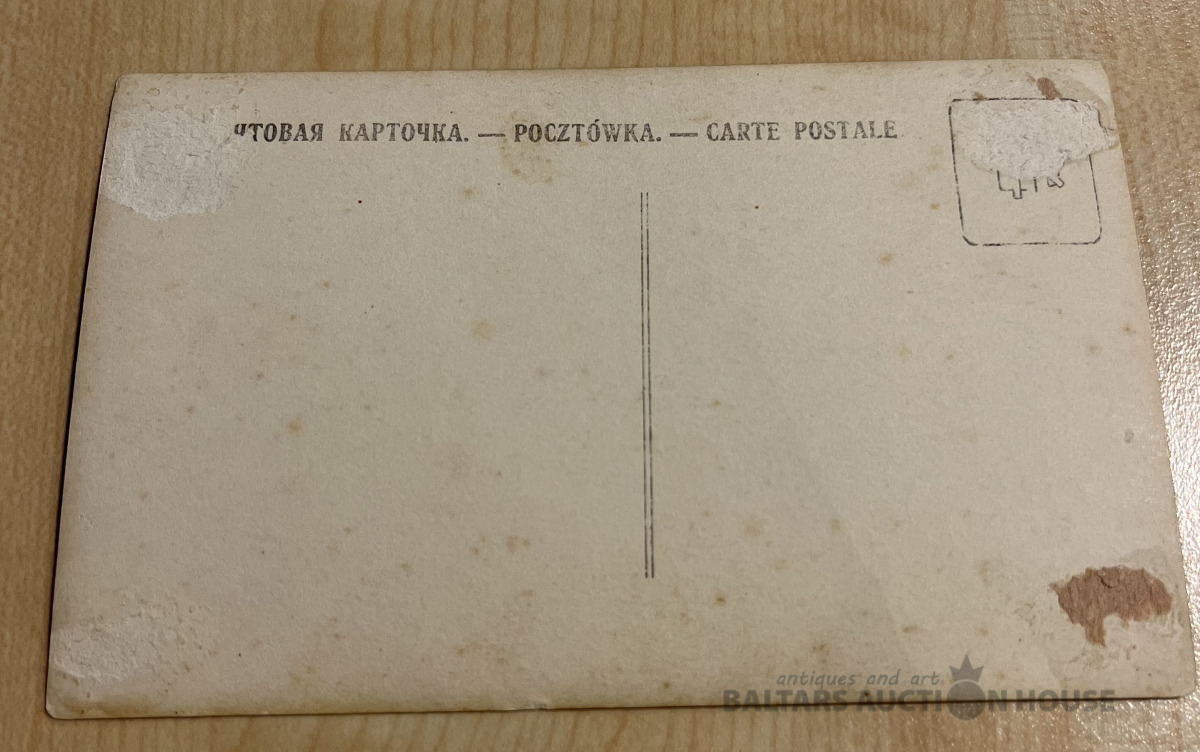 ЧТОВАЯ КАРТОЧКА. — POCZTÓWKA. — CARTE POSTALE
antiques and art
BALTARS AUCTION HOUSE